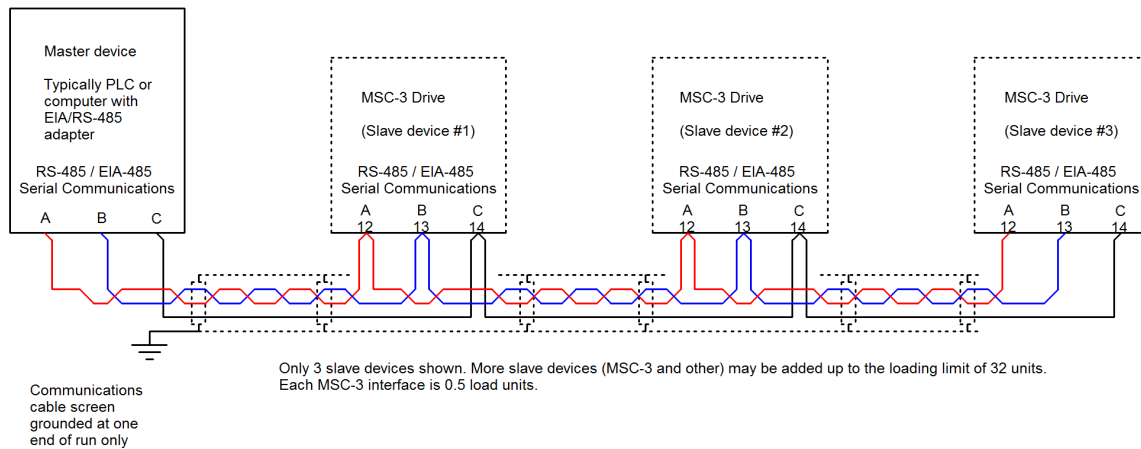 Master device
Typically PLC or
computer with
EIA/RS-485
adapter
RS-485 / EIA-485
Serial Communications
A B C
MSC-3 Drive
(Slave device #1)
RS-485 / EIA-485
Serial Communications
A B C
12 13 14
MSC-3 Drive
(Slave device #2)
RS-485 / EIA-485
Serial Communications
A B C
12 13 14
MSC-3 Drive
(Slave device #3)
RS-485 / EIA-485
Serial Communications
A B C
12 13 14
Only 3 slave devices shown. More slave devices (MSC-3 and other) may be added up to the loading limit of 32 units.
Each MSC-3 interface is 0.5 load units.
Communications
cable screen
grounded at one
end of run only